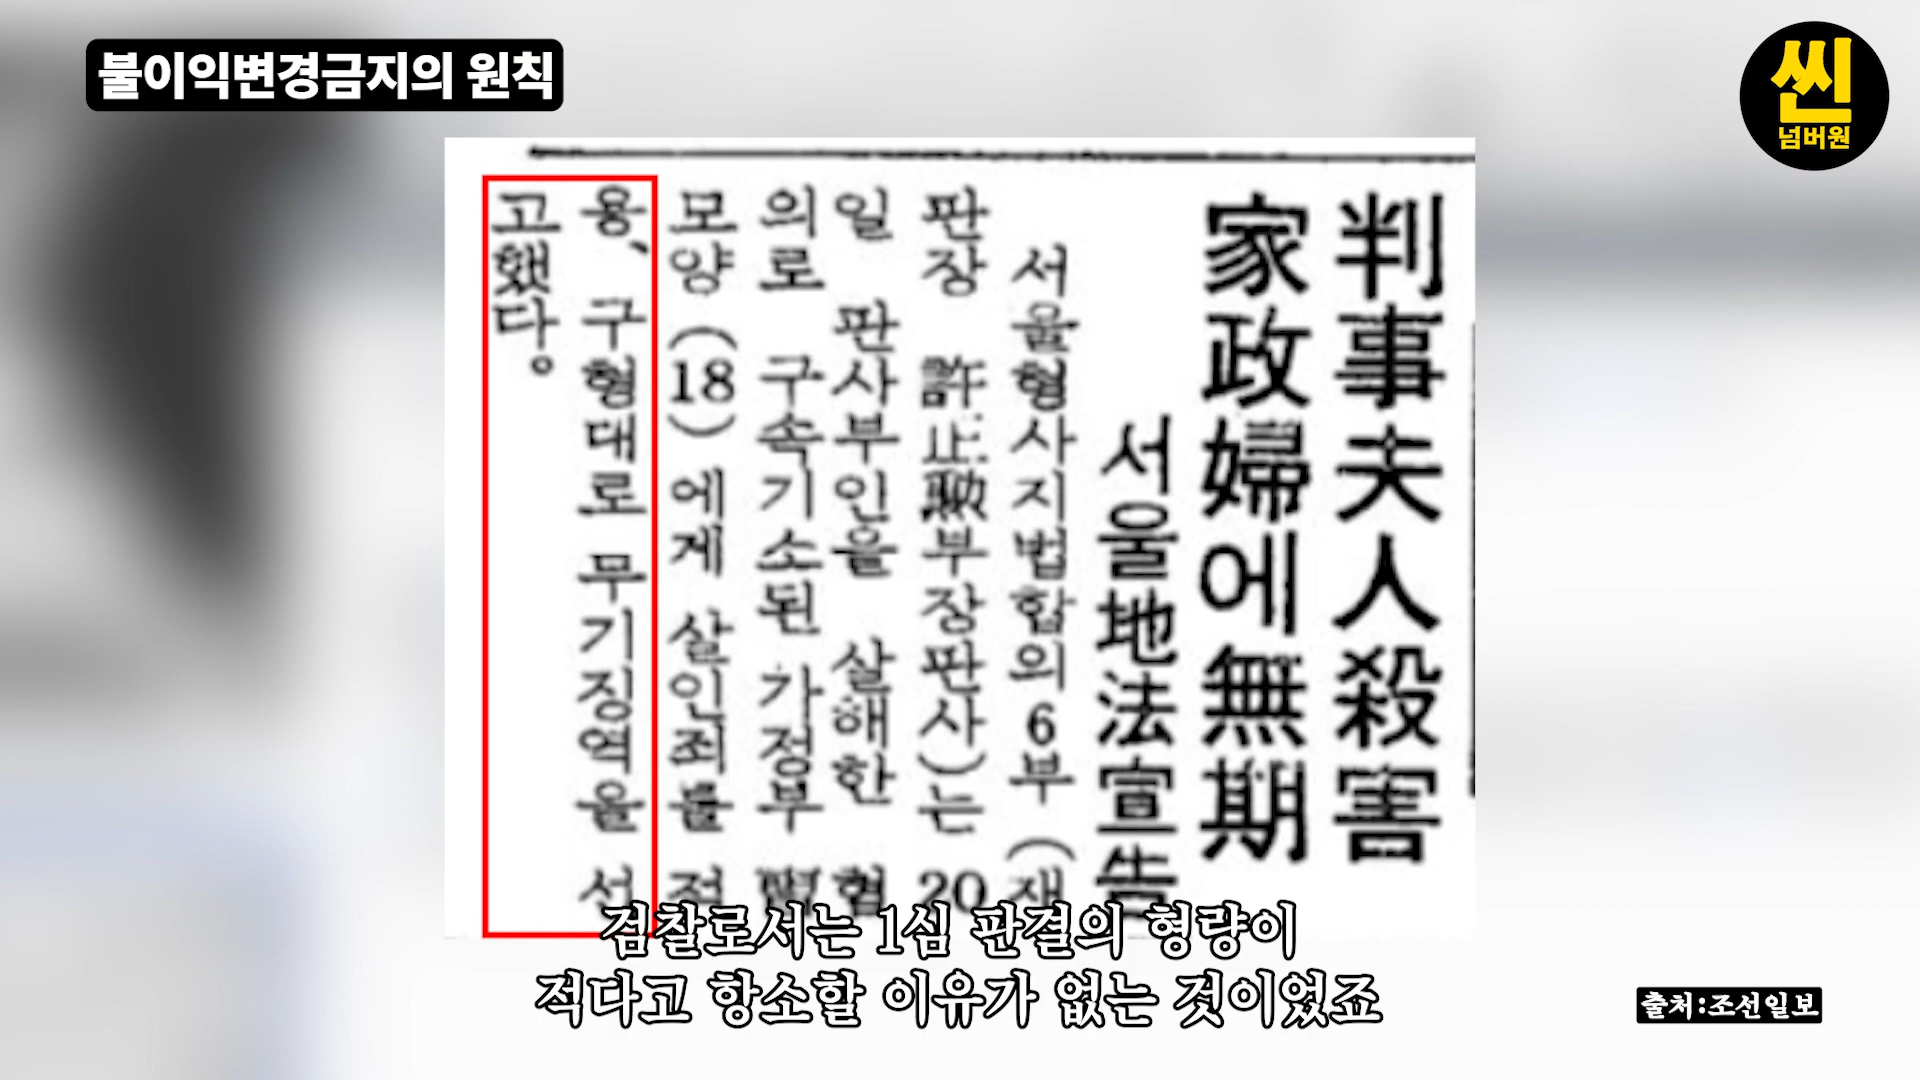 불이익변경금지의 원칙
씬
넘버원
判事夫人殺害
家政婦에無期
서울地法宣告
서울형사지법합의6부(재
판장 許正勳부장판사)는 20
일 판사부인을 살해한 혐
의로 구속기소된 가정부
모양(18)에게 살인죄를 적
용、구형대로 무기징역을 선
고했다。
검찰로서는 1심 판결의 형량이
적다고 항소할 이유가 없는 것이었죠
출처:조선일보